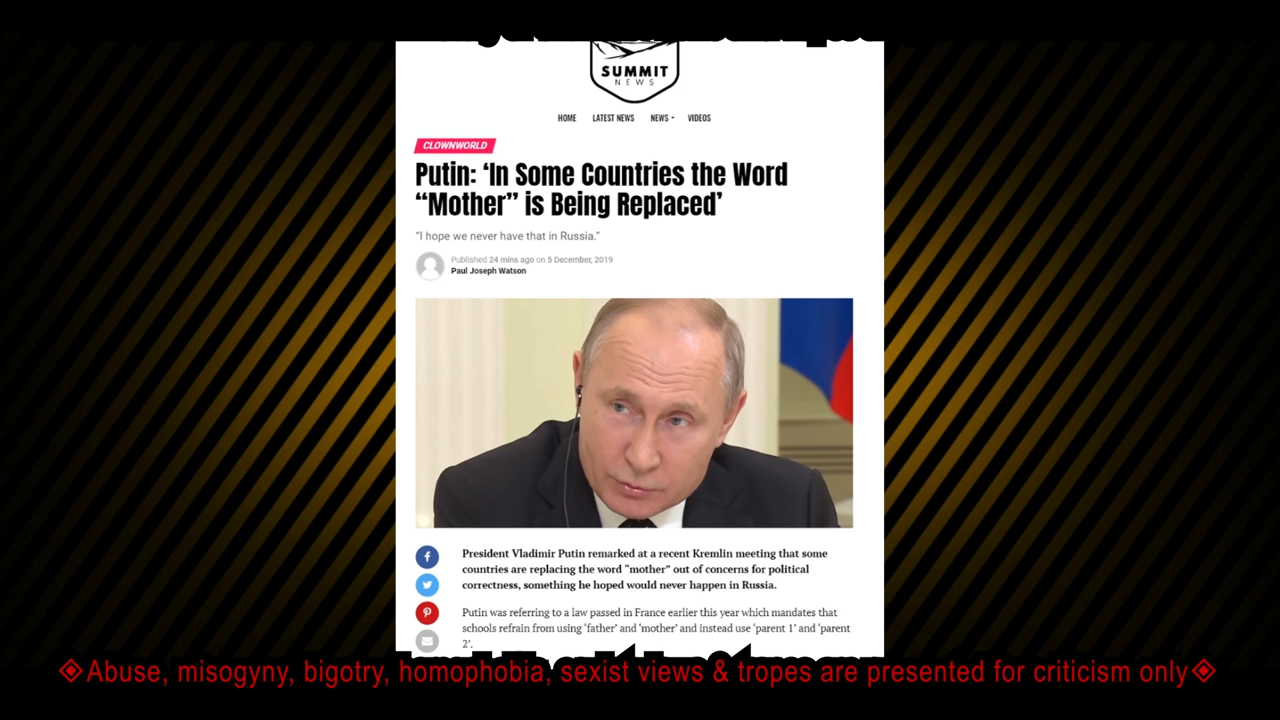 SUMMIT
NEWS
HOME LATEST NEWS NEWS VIDEOS
CLOWNWORLD
Putin: ‘In Some Countries the Word
“Mother” is Being Replaced’
“I hope we never have that in Russia.”
Published 24 mins ago on 5 December, 2019
Paul Joseph Watson
President Vladimir Putin remarked at a recent Kremlin meeting that some
countries are replacing the word “mother” out of concerns for political
correctness, something he hoped would never happen in Russia.
Putin was referring to a law passed in France earlier this year which mandates that
schools refrain from using ‘father’ and ‘mother’ and instead use ‘parent 1’ and ‘parent
2’.
Abuse, misogyny, bigotry, homophobia, sexist views & tropes are presented for criticism only